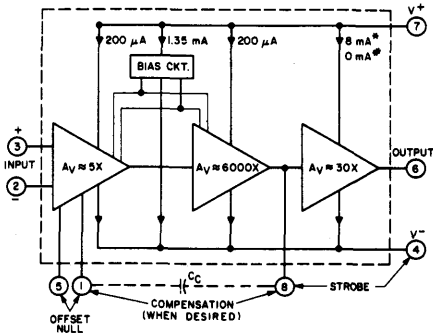 V+
7
200 µA
1.35 mA
200 µA
8 mA*
0 mA#
BIAS CKT.
+
3
INPUT
2
−
AV ≈ 5X
AV ≈ 6000X
AV ≈ 30X
OUTPUT
6
V−
4
CC
5
1
8
STROBE
OFFSET
NULL
COMPENSATION
(WHEN DESIRED)